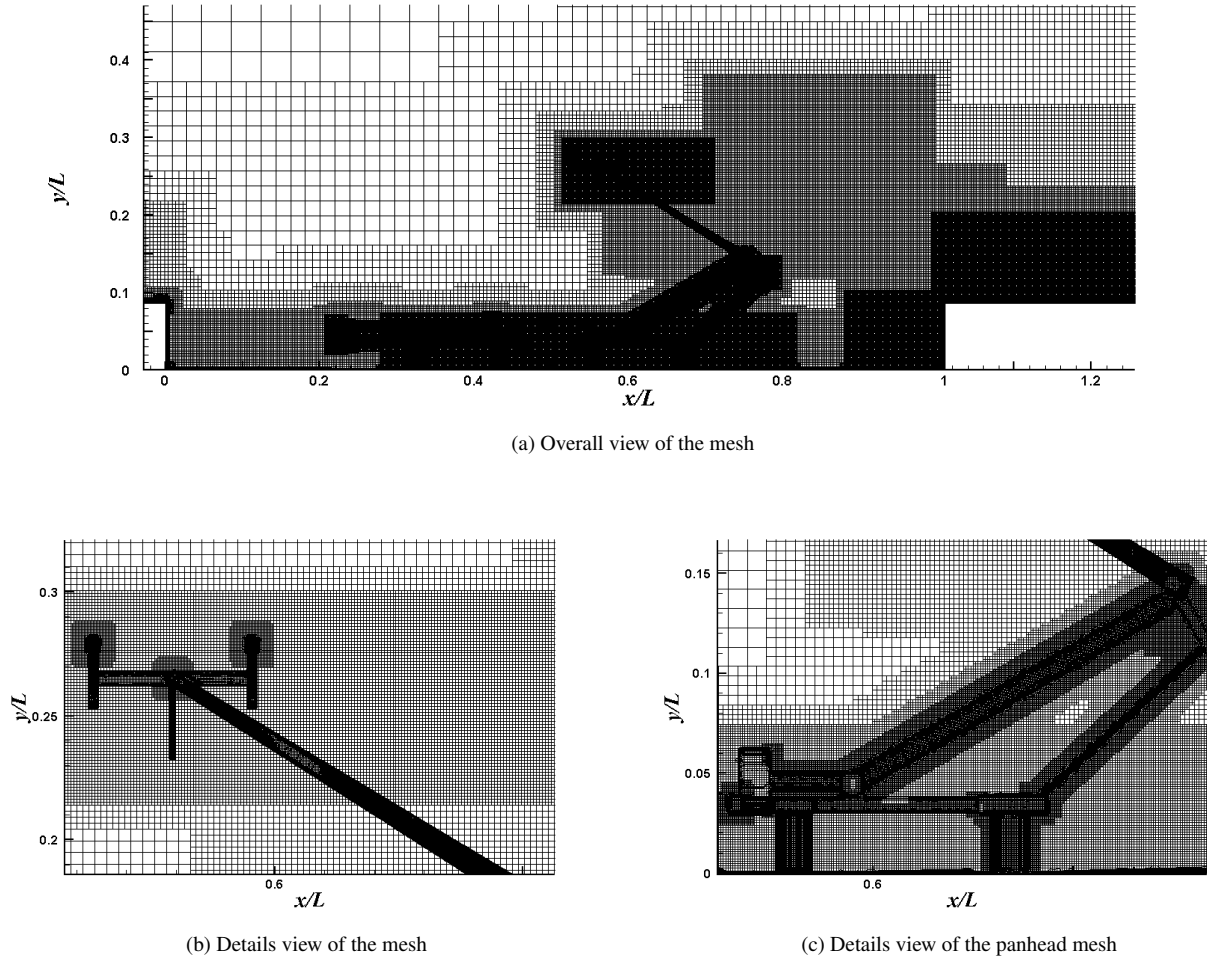 0.4
0.3
0.2
0.1
0
y/L
0 0.2 0.4 0.6 0.8 1 1.2
x/L
(a) Overall view of the mesh
0.3
0.25
0.2
y/L
0.6
x/L
(b) Details view of the mesh
0.15
0.1
0.05
0
y/L
0.6
x/L
(c) Details view of the panhead mesh